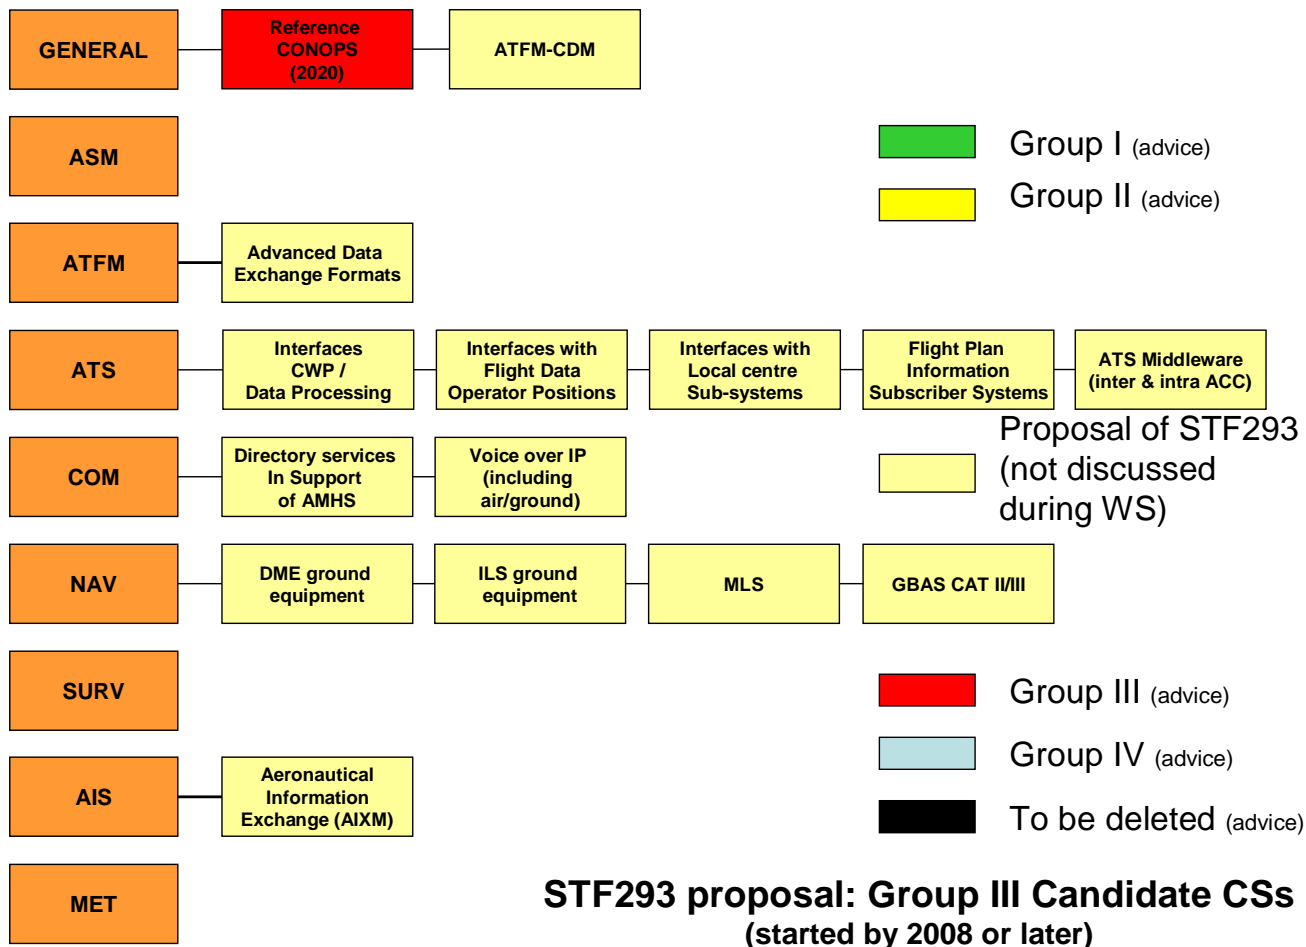 GENERAL
Reference
CONOPS
(2020)
ATFM-CDM
ASM
Group I (advice)
Group II (advice)
ATFM
Advanced Data
Exchange Formats
ATS
Interfaces
CWP /
Data Processing
Interfaces with
Flight Data
Operator Positions
Interfaces with
Local centre
Sub-systems
Flight Plan
Information
Subscriber Systems
ATS Middleware
(inter & intra ACC)
Proposal of STF293
(not discussed
during WS)
COM
Directory services
In Support
of AMHS
Voice over IP
(including
air/ground)
NAV
DME ground
equipment
ILS ground
equipment
MLS
GBAS CAT II/III
SURV
Group III (advice)
Group IV (advice)
To be deleted (advice)
AIS
Aeronautical
Information
Exchange (AIXM)
MET
STF293 proposal: Group III Candidate CSs
(started by 2008 or later)